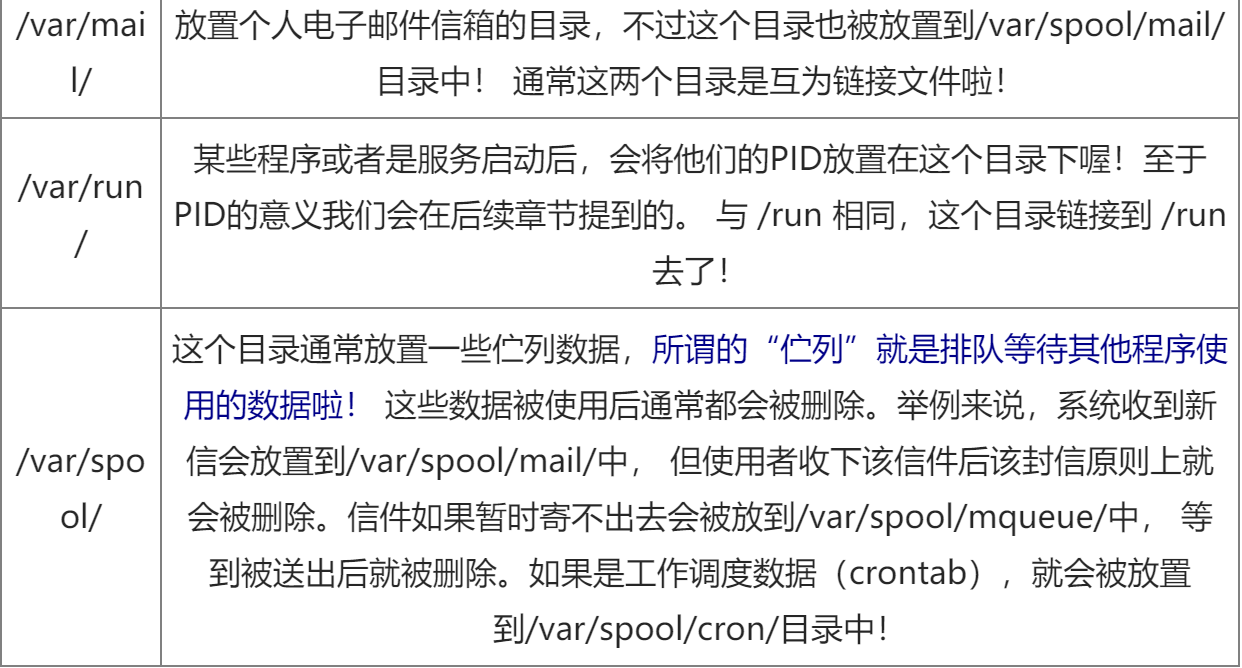 /var/mai
l/
放置个人电子邮件信箱的目录，不过这个目录也被放置到/var/spool/mail/
目录中！ 通常这两个目录是互为链接文件啦！
/var/run
/
某些程序或者是服务启动后，会将他们的PID放置在这个目录下喔！至于
PID的意义我们会在后续章节提到的。 与 /run 相同，这个目录链接到 /run
去了！
/var/spo
ol/
这个目录通常放置一些伫列数据，所谓的“伫列”就是排队等待其他程序使
用的数据啦！ 这些数据被使用后通常都会被删除。举例来说，系统收到新
信会放置到/var/spool/mail/中， 但使用者收下该信件后该封信原则上就
会被删除。信件如果暂时寄不出去会被放到/var/spool/mqueue/中， 等
到被送出后就被删除。如果是工作调度数据（crontab），就会被放置
到/var/spool/cron/目录中！